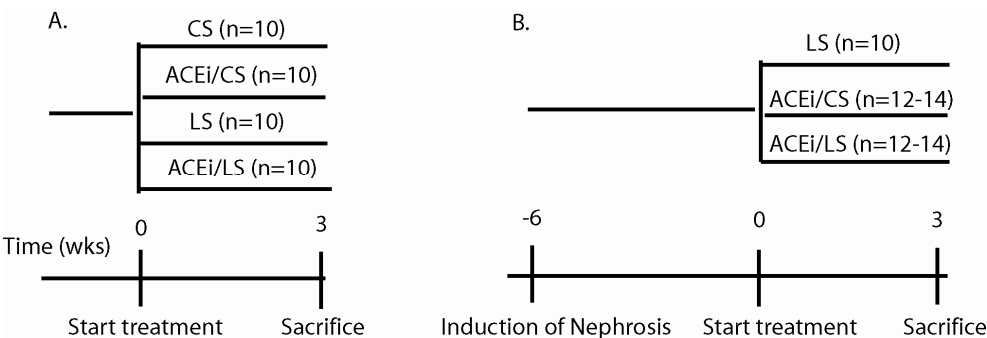 A.
CS (n=10)
ACEi/CS (n=10)
LS (n=10)
ACEi/LS (n=10)
0
3
Time (wks)
Start treatment
Sacrifice
B.
LS (n=10)
ACEi/CS (n=12-14)
ACEi/LS (n=12-14)
-6
0
3
Induction of Nephrosis
Start treatment
Sacrifice